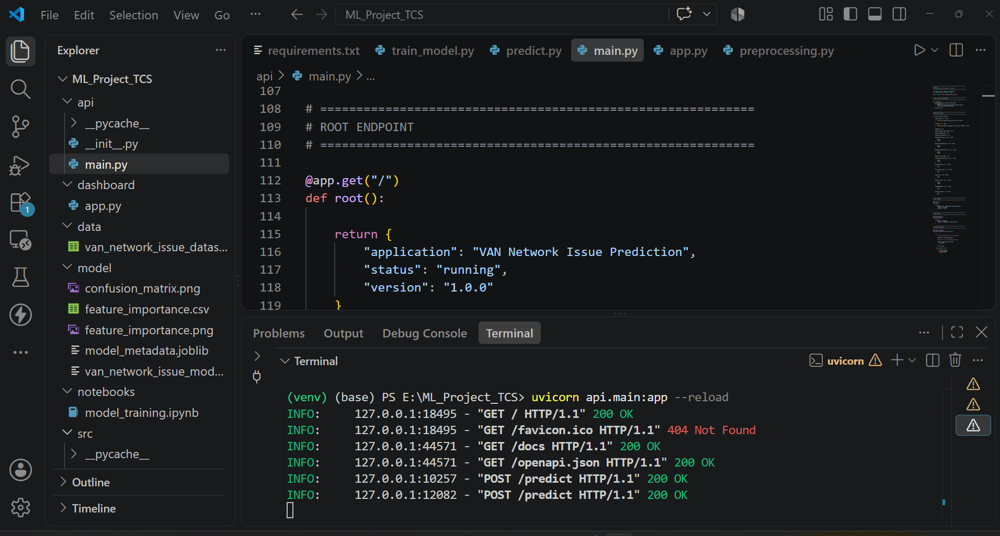 File Edit Selection View Go ML_Project_TCS
Explorer
ML_Project_TCS
api
__pycache__
__init__.py
main.py
dashboard
app.py
data
van_network_issue_datas...
model
confusion_matrix.png
feature_importance.csv
feature_importance.png
model_metadata.joblib
van_network_issue_mod...
notebooks
model_training.ipynb
src
__pycache__
Outline
Timeline
1
requirements.txt train_model.py predict.py main.py app.py preprocessing.py
api > main.py > ...
107
108 # ============================================================
109 # ROOT ENDPOINT
110 # ============================================================
111
112 @app.get("/")
113 def root():
114
115 return {
116 "application": "VAN Network Issue Prediction",
117 "status": "running",
118 "version": "1.0.0"
119 }
Problems Output Debug Console Terminal
Terminal
uvicorn
(venv) (base) PS E:\ML_Project_TCS> uvicorn api.main:app --reload
INFO: 127.0.0.1:18495 - "GET / HTTP/1.1" 200 OK
INFO: 127.0.0.1:18495 - "GET /favicon.ico HTTP/1.1" 404 Not Found
INFO: 127.0.0.1:44571 - "GET /docs HTTP/1.1" 200 OK
INFO: 127.0.0.1:44571 - "GET /openapi.json HTTP/1.1" 200 OK
INFO: 127.0.0.1:10257 - "POST /predict HTTP/1.1" 200 OK
INFO: 127.0.0.1:12082 - "POST /predict HTTP/1.1" 200 OK